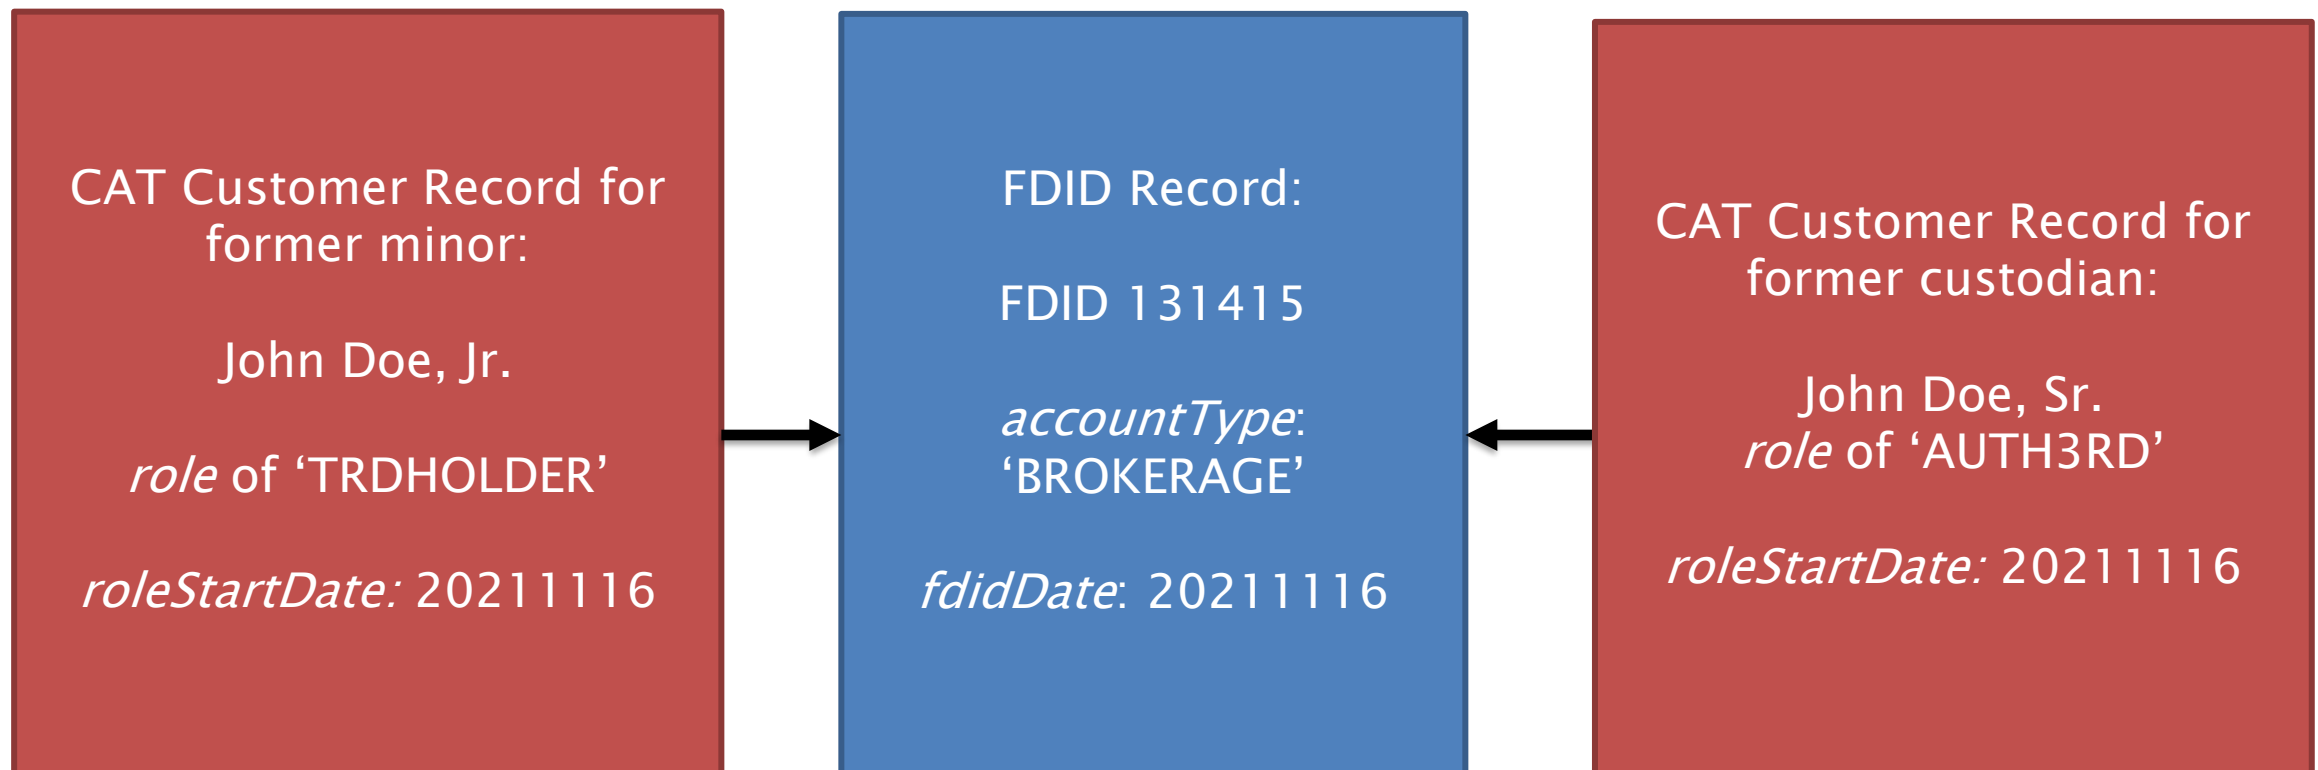 CAT Customer Record for
former minor:
John Doe, Jr.
role of ‘TRDHOLDER’
roleStartDate: 20211116
FDID Record:
FDID 131415
accountType:
‘BROKERAGE’
fdidDate: 20211116
CAT Customer Record for
former custodian:
John Doe, Sr.
role of ‘AUTH3RD’
roleStartDate: 20211116